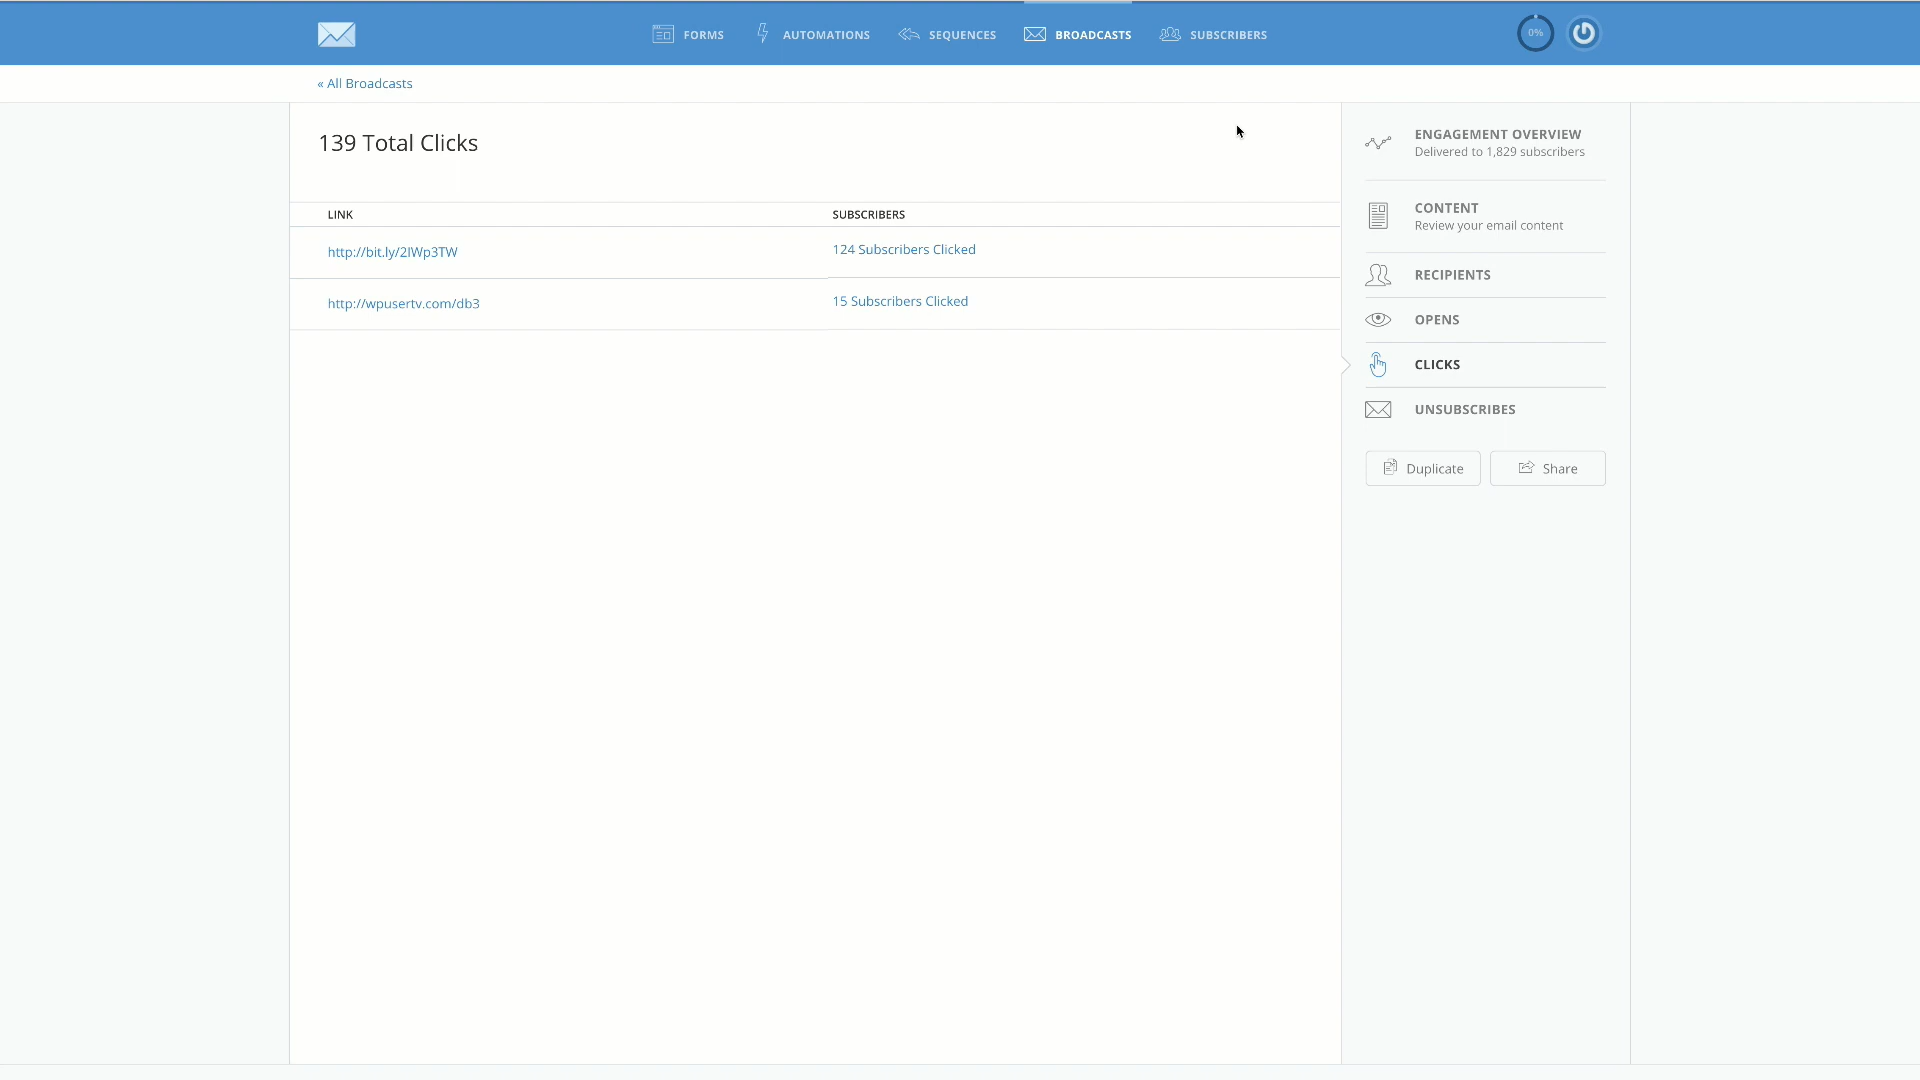 FORMS
AUTOMATIONS
SEQUENCES
BROADCASTS
SUBSCRIBERS
0%
« All Broadcasts
139 Total Clicks
LINK SUBSCRIBERS
http://bit.ly/2IWp3TW 124 Subscribers Clicked
http://wpusertv.com/db3 15 Subscribers Clicked
ENGAGEMENT OVERVIEW
Delivered to 1,829 subscribers
CONTENT
Review your email content
RECIPIENTS
OPENS
CLICKS
UNSUBSCRIBES
Duplicate
Share